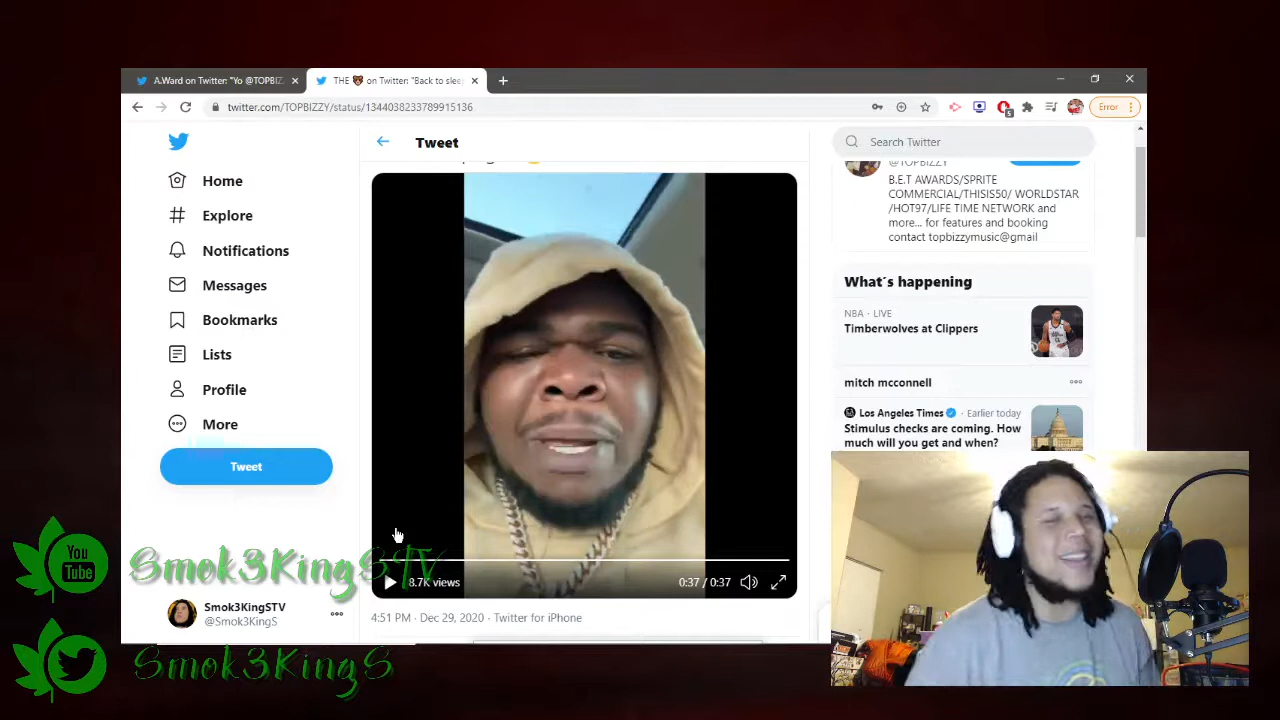 A.Ward on Twitter: "Yo @TOPBIZ
THE 🐻 on Twitter: "Back to slee
twitter.com/TOPBIZZY/status/1344038233789915136
5
Error
Tweet
Search Twitter
Home
Explore
Notifications
Messages
Bookmarks
Lists
Profile
More
Tweet
8.7K views
0:37 / 0:37
4:51 PM · Dec 29, 2020 · Twitter for iPhone
@TOPBIZZY
B.E.T AWARDS/SPRITE
COMMERCIAL/THISIS50/ WORLDSTAR
/HOT97/LIFE TIME NETWORK and
more... for features and booking
contact topbizzymusic@gmail
What's happening
NBA · LIVE
Timberwolves at Clippers
mitch mcconnell
Los Angeles Times · Earlier today
Stimulus checks are coming. How
much will you get and when?
You
Tube
Smok3KingSTV
Smok3KingSTV
@Smok3KingS
Smok3KingS